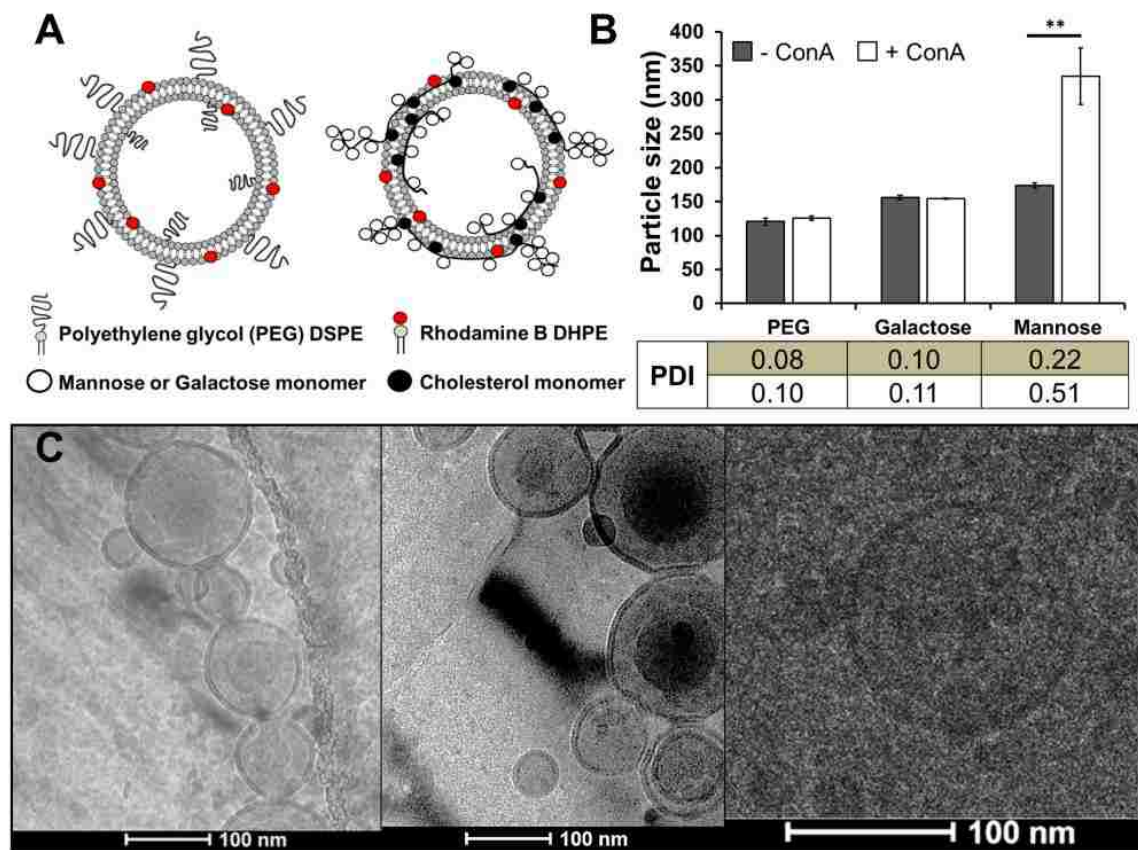 A
Polyethylene glycol (PEG) DSPE
Rhodamine B DHPE
Mannose or Galactose monomer
Cholesterol monomer
B
- ConA + ConA
**
Particle size (nm)
400
350
300
250
200
150
100
50
0
PEG Galactose Mannose
PDI
0.08 0.10 0.22
0.10 0.11 0.51
C
100 nm
100 nm
100 nm